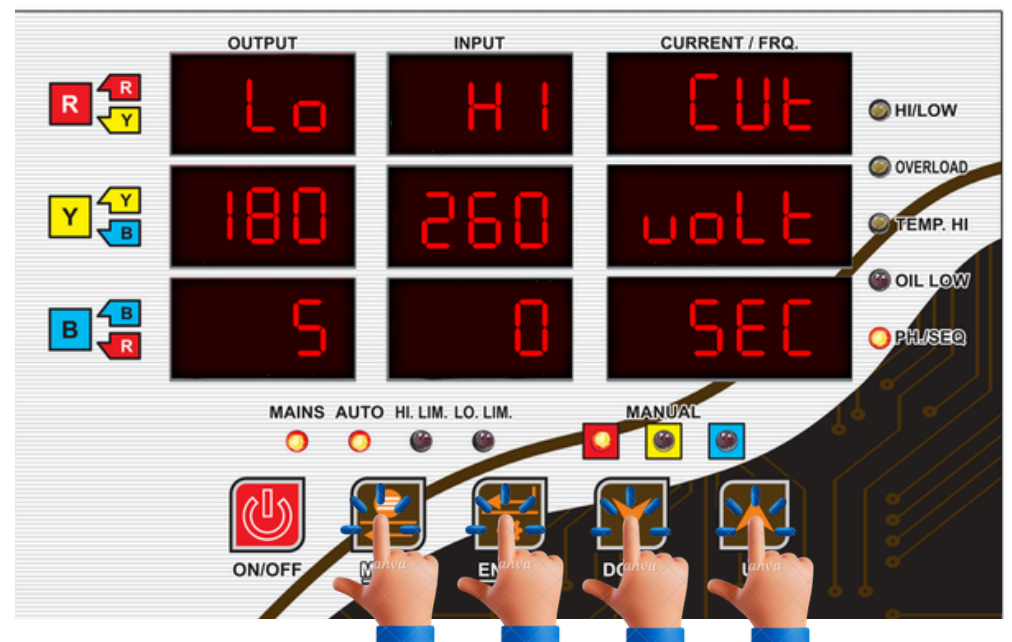 OUTPUT INPUT CURRENT / FRQ.
R R Y Lo HI CUt HI/LOW
OVERLOAD
Y Y B 180 260 voLt TEMP. HI
OIL LOW
B B R 5 0 SEC PH./SEQ
MAINS AUTO HI. LIM. LO. LIM. MANUAL
ON/OFF